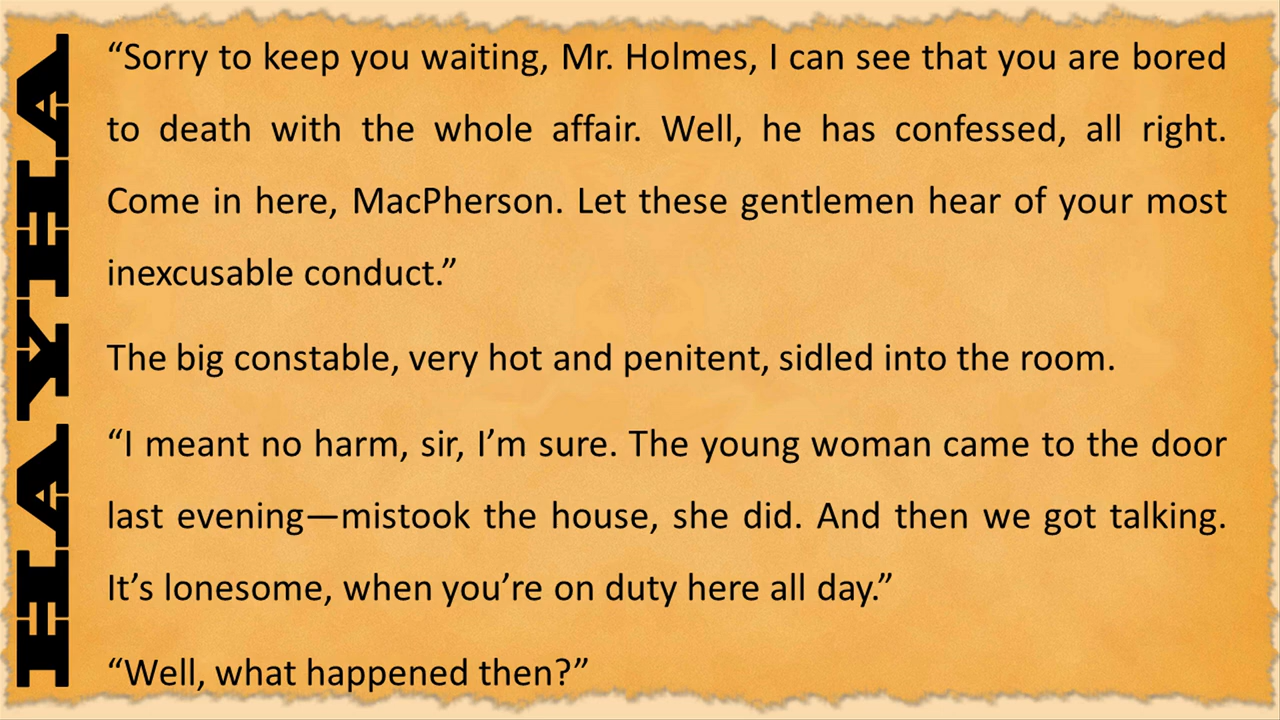 HAYHA
“Sorry to keep you waiting, Mr. Holmes, I can see that you are bored
to death with the whole affair. Well, he has confessed, all right.
Come in here, MacPherson. Let these gentlemen hear of your most
inexcusable conduct.”
The big constable, very hot and penitent, sidled into the room.
“I meant no harm, sir, I’m sure. The young woman came to the door
last evening—mistook the house, she did. And then we got talking.
It’s lonesome, when you’re on duty here all day.”
“Well, what happened then?”